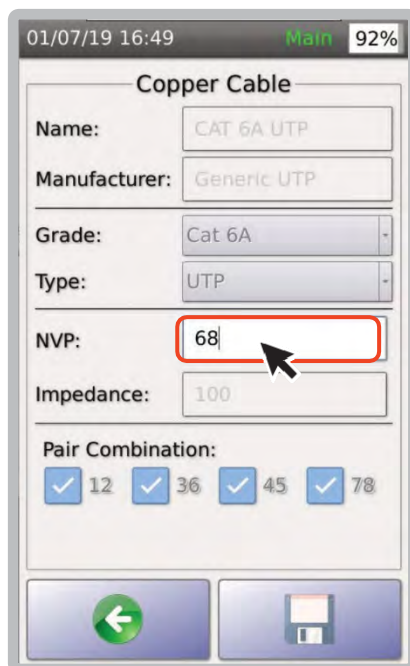 01/07/19 16:49 Main 92%
Copper Cable
Name: CAT 6A UTP
Manufacturer: Generic UTP
Grade: Cat 6A
Type: UTP
NVP: 68
Impedance: 100
Pair Combination:
12 36 45 78